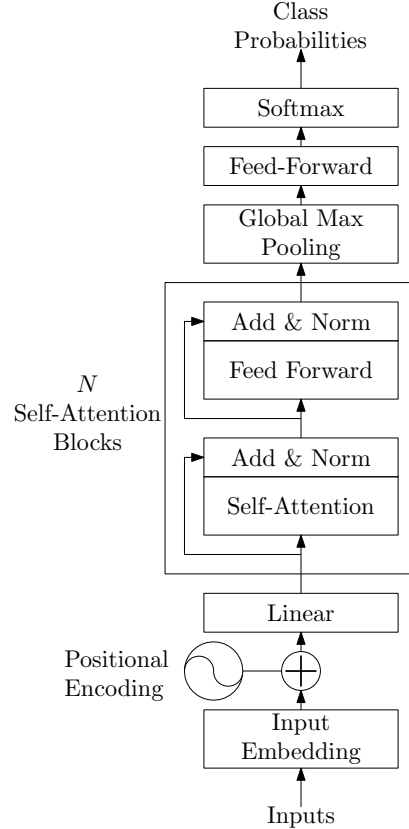 Class
Probabilities
Softmax
Feed-Forward
Global Max
Pooling
Add & Norm
Feed Forward
N
Self-Attention
Blocks
Add & Norm
Self-Attention
Linear
Positional
Encoding
Input
Embedding
Inputs